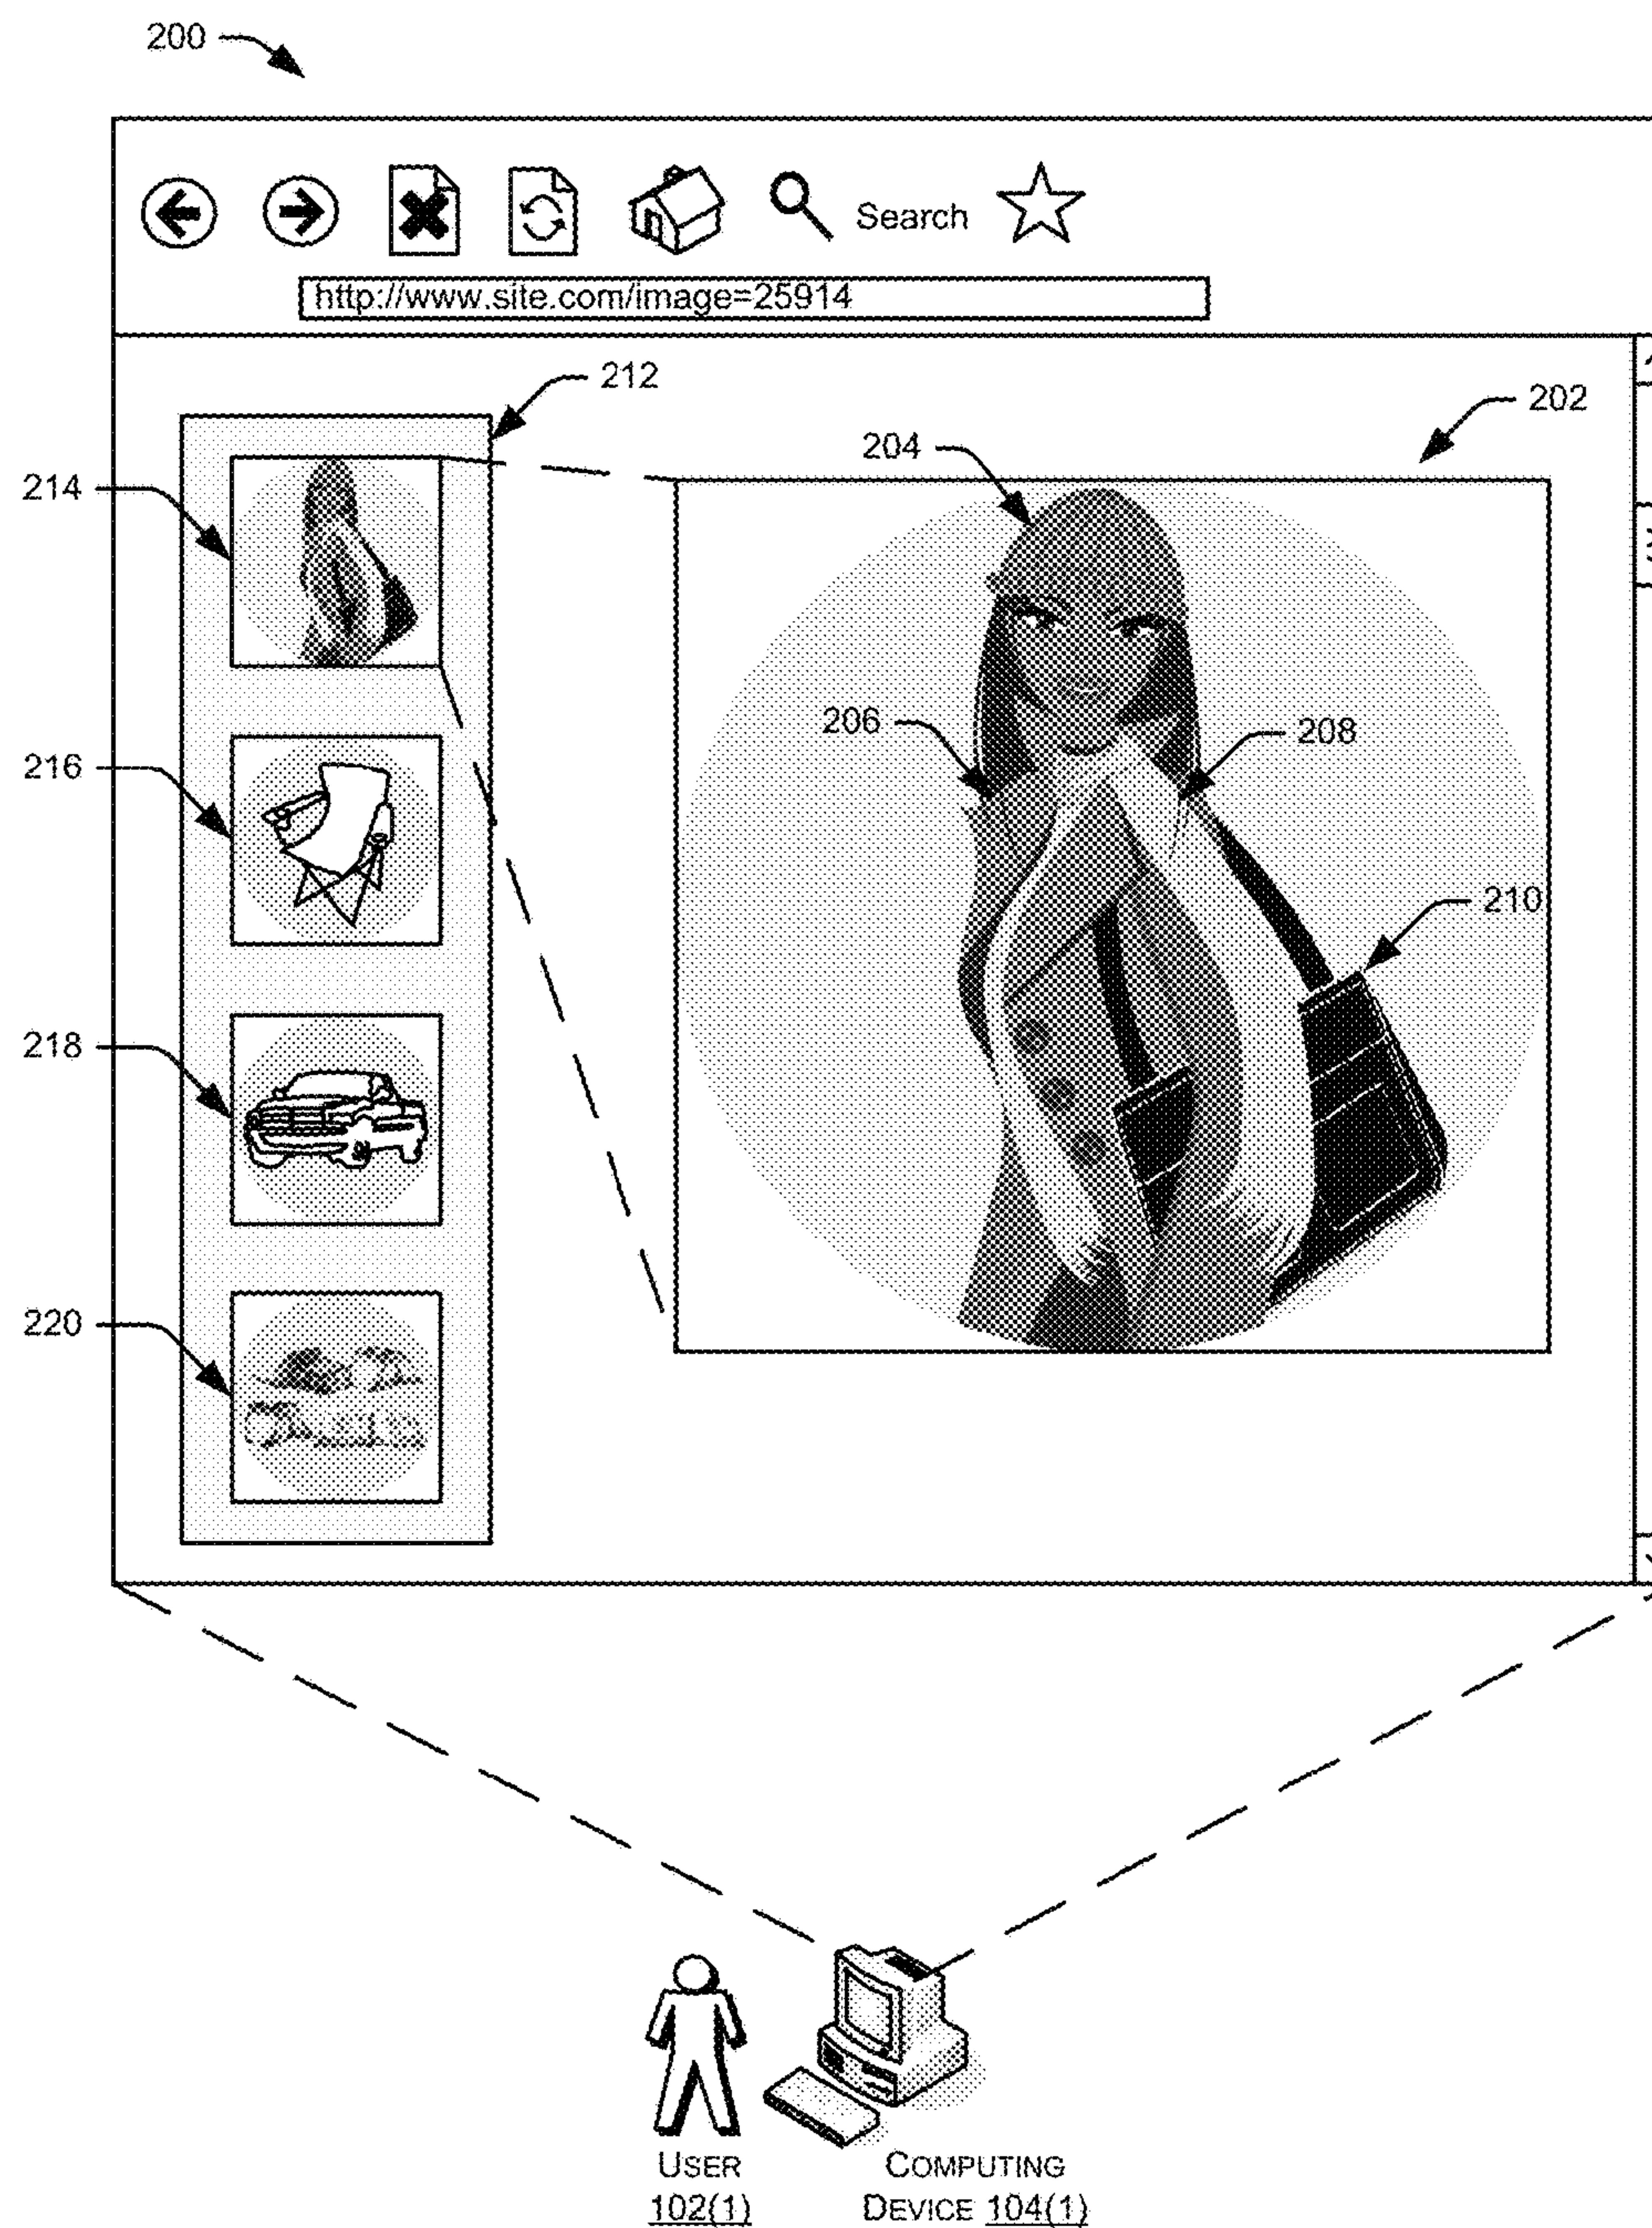 200
Search
http://www.site.com/image=25914
212
202
204
214
206
208
216
210
218
220
USER
102(1)
COMPUTING
DEVICE 104(1)